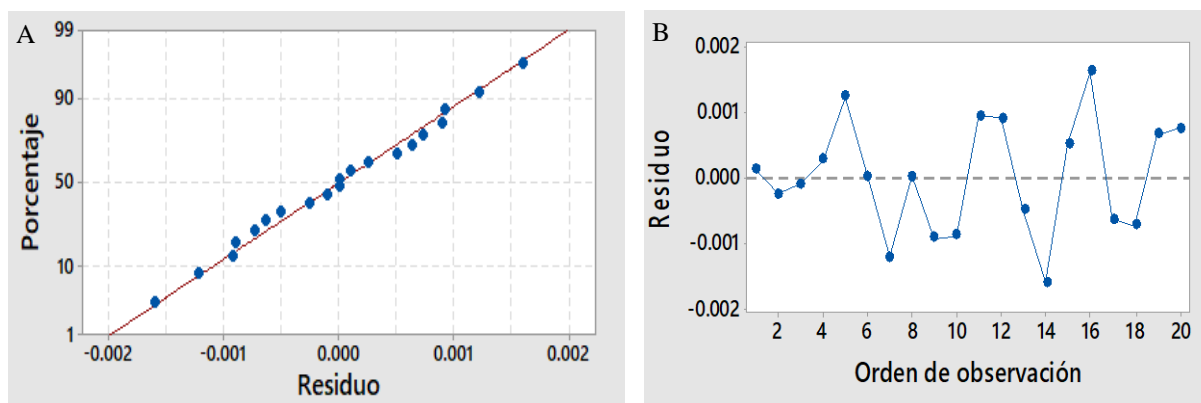 A
99
90
50
10
1
Porcentaje
-0.002 -0.001 0.000 0.001 0.002
Residuo
B
0.002
0.001
0.000
-0.001
-0.002
Residuo
2 4 6 8 10 12 14 16 18 20
Orden de observación